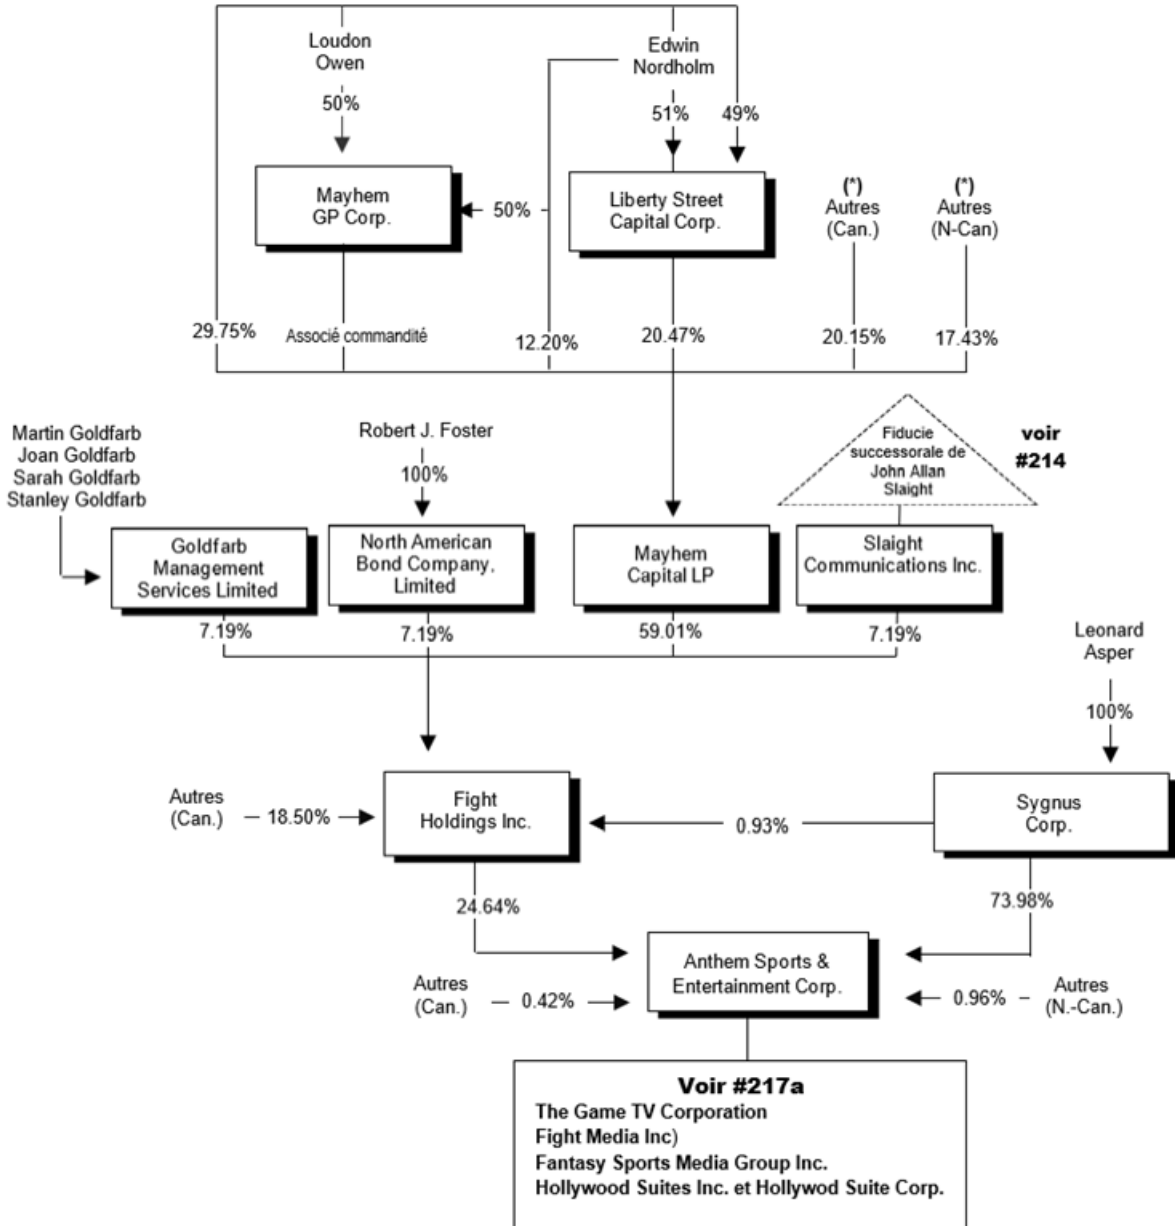 Loudon
Owen
Edwin
Nordholm
50%
51%
49%
Mayhem
GP Corp.
50%
Liberty Street
Capital Corp.
(*)
Autres
(Can.)
(*)
Autres
(N-Can)
29.75%
Associé commandité
12.20%
20.47%
20.15%
17.43%
Martin Goldfarb
Joan Goldfarb
Sarah Goldfarb
Stanley Goldfarb
Robert J. Foster
100%
Fiducie
successorale de
John Allan
Slaight
voir
#214
Goldfarb
Management
Services Limited
North American
Bond Company,
Limited
Mayhem
Capital LP
Slaight
Communications Inc.
7.19%
7.19%
59.01%
7.19%
Leonard
Asper
100%
Autres
(Can.)
18.50%
Fight
Holdings Inc.
0.93%
Sygnus
Corp.
24.64%
73.98%
Autres
(Can.)
0.42%
Anthem Sports &
Entertainment Corp.
0.96%
Autres
(N.-Can.)
Voir #217a
The Game TV Corporation
Fight Media Inc)
Fantasy Sports Media Group Inc.
Hollywood Suites Inc. et Hollywod Suite Corp.